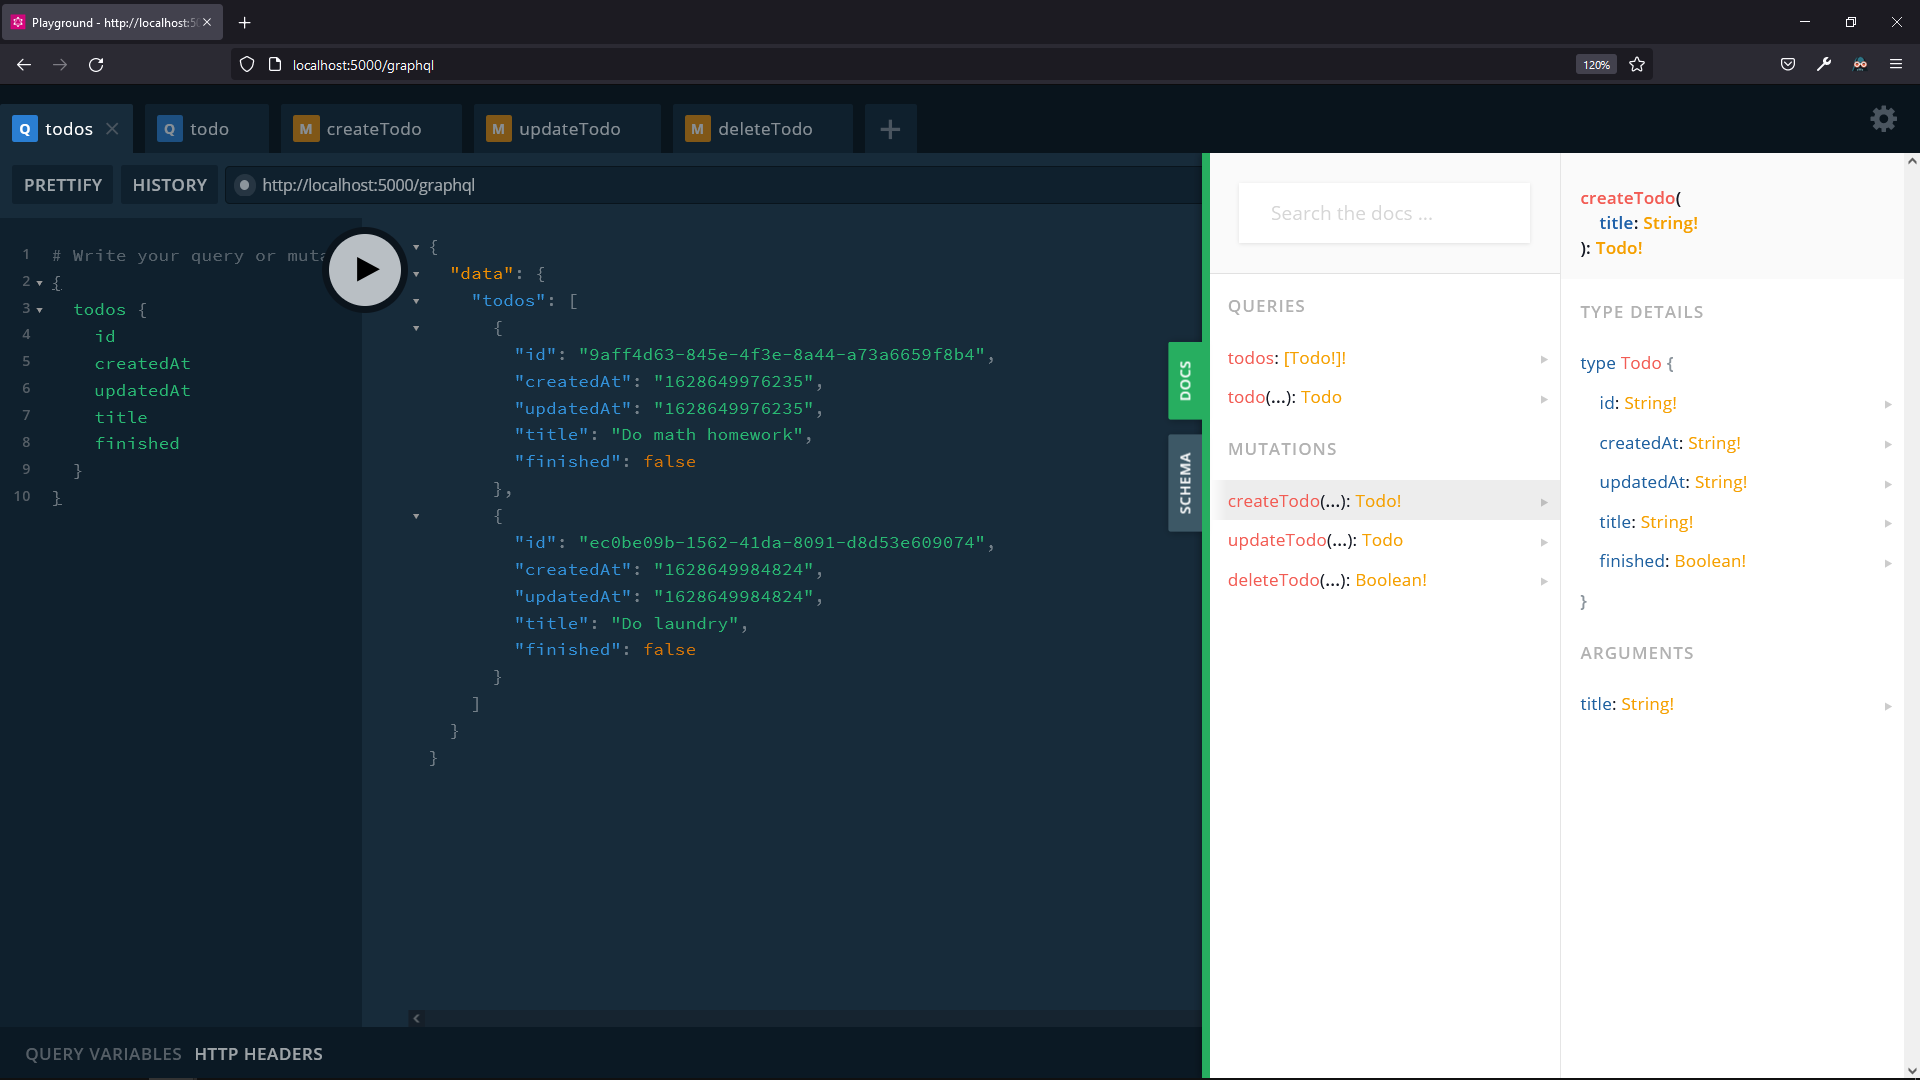 Playground - http://localhost:50
localhost:5000/graphql
120%
Q todos
Q todo
M createTodo
M updateTodo
M deleteTodo
PRETTIFY
HISTORY
http://localhost:5000/graphql
1 # Write your query or muta
2 {
3 todos {
4 id
5 createdAt
6 updatedAt
7 title
8 finished
9 }
10 }
{
"data": {
"todos": [
{
"id": "9aff4d63-845e-4f3e-8a44-a73a6659f8b4",
"createdAt": "1628649976235",
"updatedAt": "1628649976235",
"title": "Do math homework",
"finished": false
},
{
"id": "ec0be09b-1562-41da-8091-d8d53e609074",
"createdAt": "1628649984824",
"updatedAt": "1628649984824",
"title": "Do laundry",
"finished": false
}
]
}
}
DOCS
SCHEMA
Search the docs ...
QUERIES
todos: [Todo!]!
todo(...): Todo
MUTATIONS
createTodo(...): Todo!
updateTodo(...): Todo
deleteTodo(...): Boolean!
createTodo(
title: String!
): Todo!
TYPE DETAILS
type Todo {
id: String!
createdAt: String!
updatedAt: String!
title: String!
finished: Boolean!
}
ARGUMENTS
title: String!
QUERY VARIABLES
HTTP HEADERS